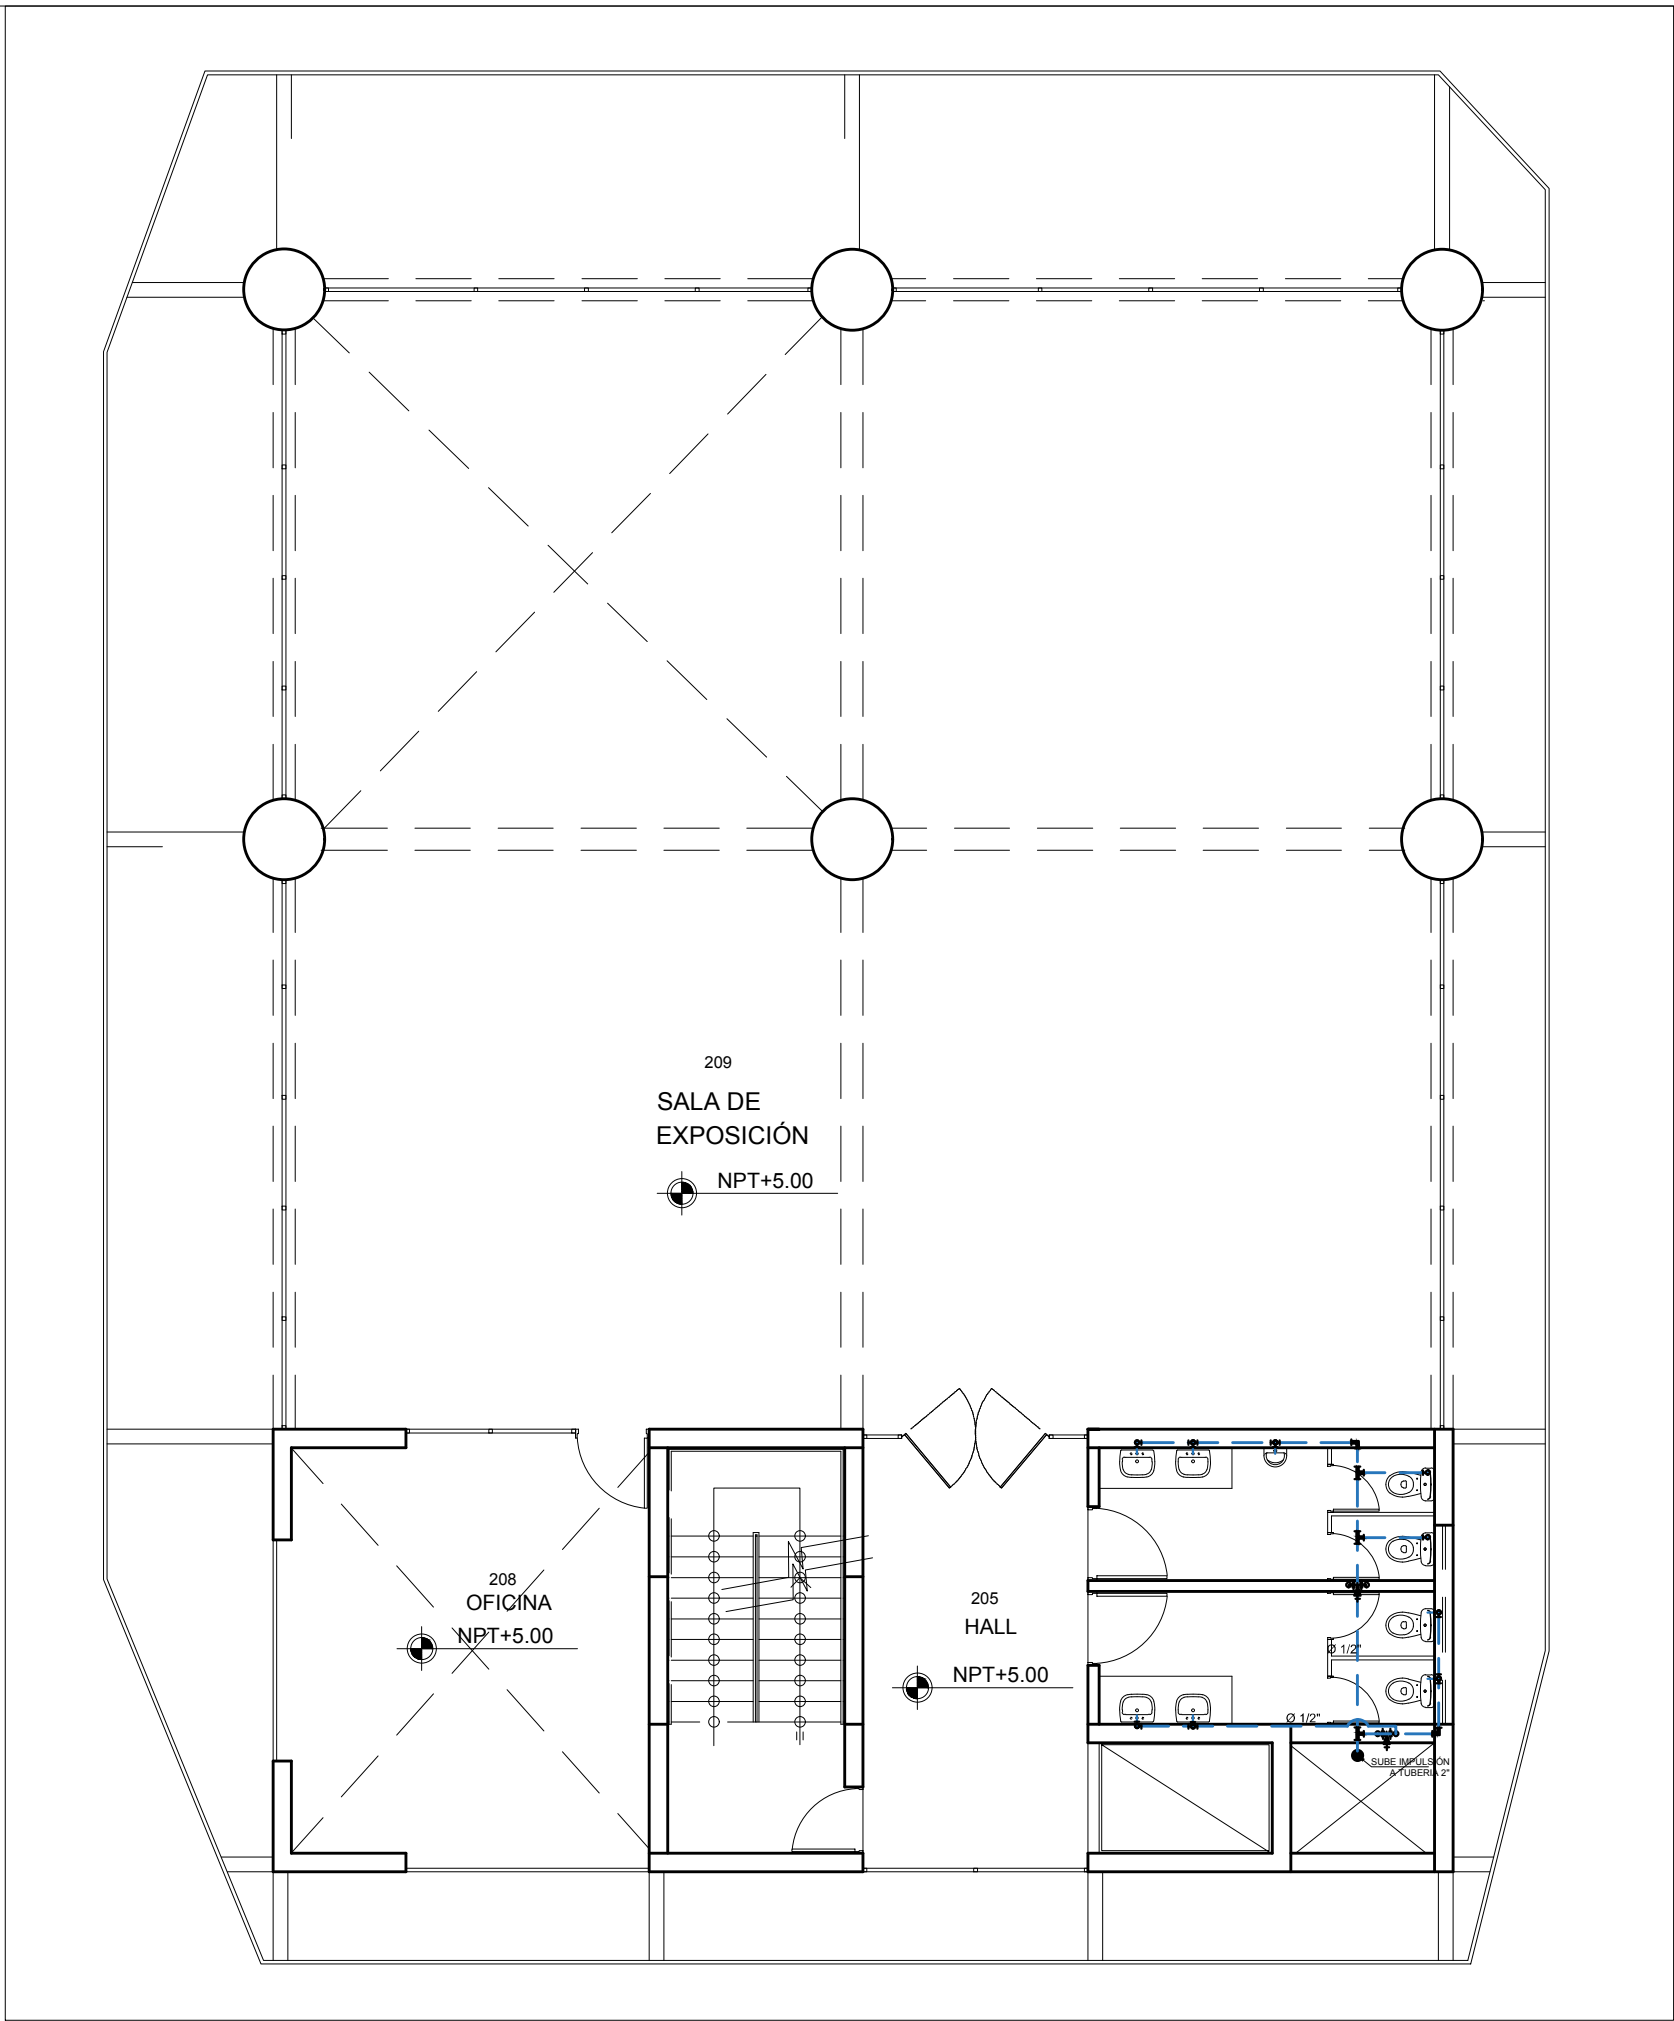 209
SALA DE
EXPOSICIÓN
NPT+5.00
208
OFICINA
NPT+5.00
205
HALL
NPT+5.00
Ø 1/2"
Ø 1/2"
SUBE IMPULSIÓN
A TUBERIA 2"